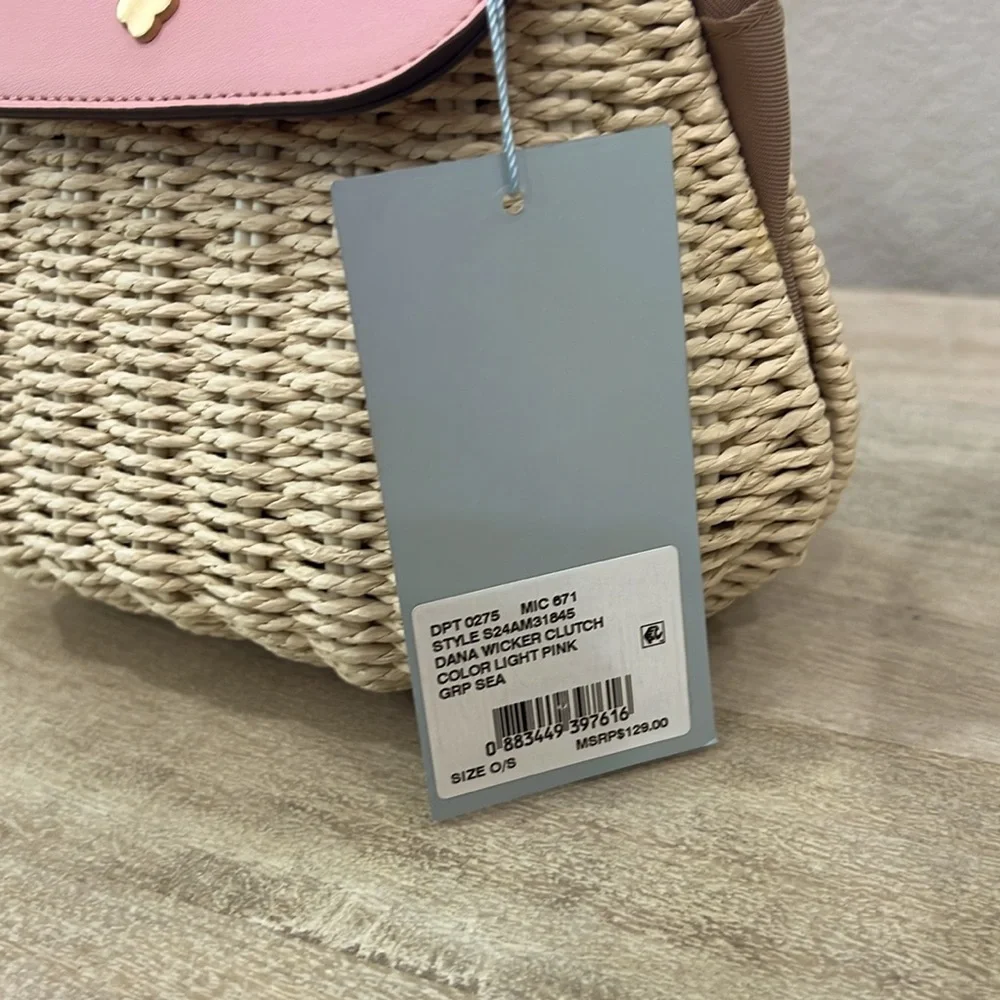 DPT 0275 MIC 671
STYLE S24AM31845
DANA WICKER CLUTCH
COLOR LIGHT PINK
GRP SEA
0 883449 397616
SIZE O/S MSRP$129.00